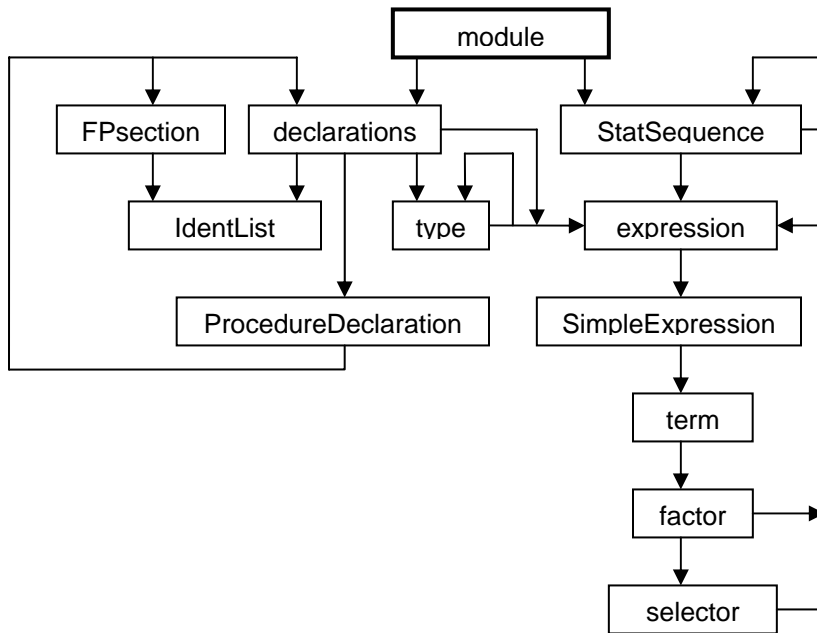 module
FPsection
declarations
StatSequence
IdentList
type
expression
ProcedureDeclaration
SimpleExpression
term
factor
selector